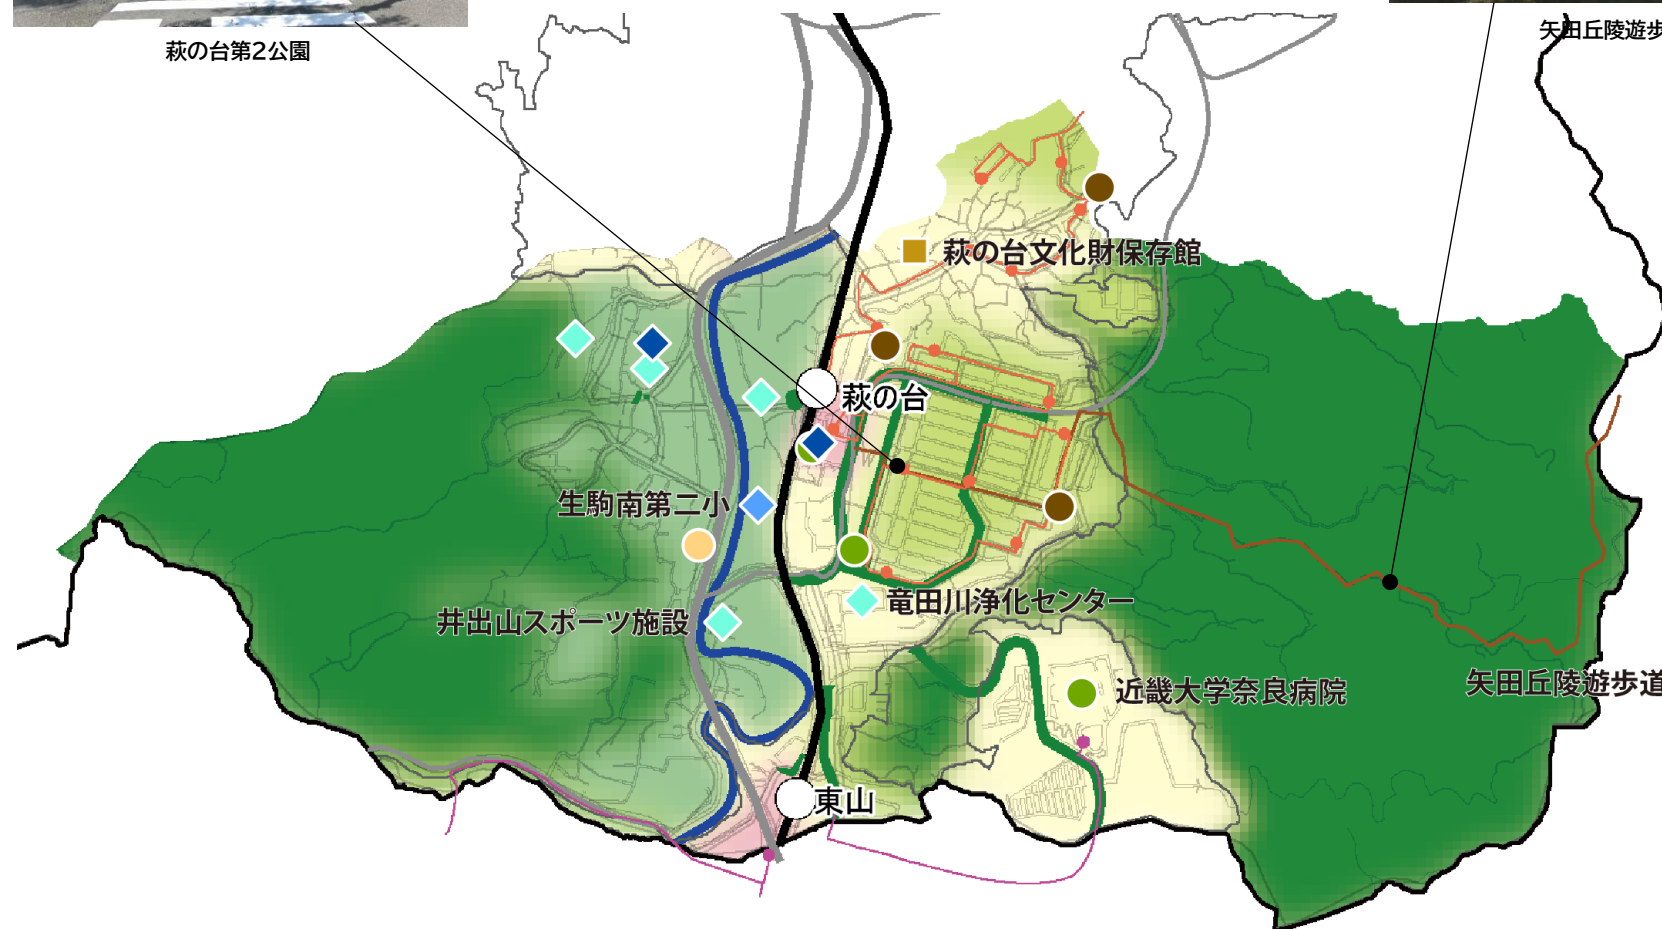 萩の台第2公園
矢田丘陵遊歩
萩の台文化財保存館
萩の台
生駒南第二小
竜田川浄化センター
井出山スポーツ施設
近畿大学奈良病院
矢田丘陵遊歩道
東山